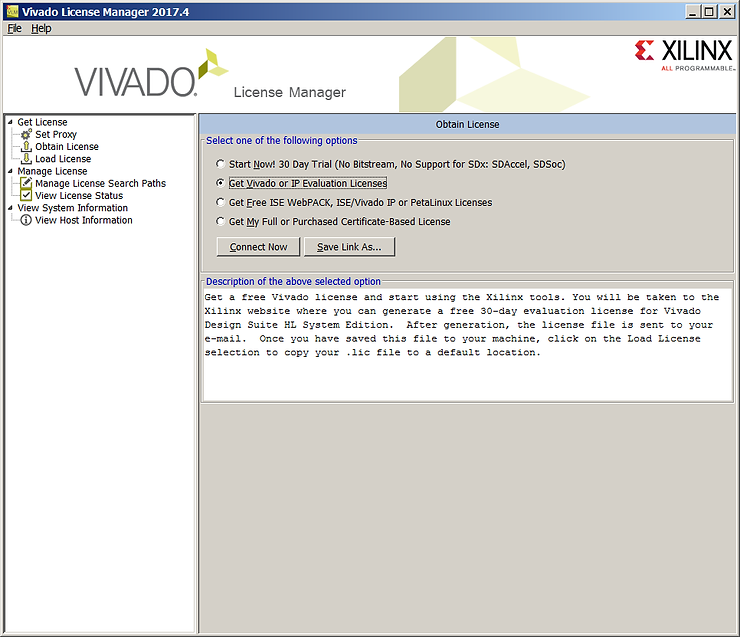 Vivado License Manager 2017.4
File Help
VIVADO.
License Manager
XILINX
ALL PROGRAMMABLE™
Get License
Set Proxy
Obtain License
Load License
Manage License
Manage License Search Paths
View License Status
View System Information
View Host Information
Obtain License
Select one of the following options
Start Now! 30 Day Trial (No Bitstream, No Support for SDx: SDAccel, SDSoc)
Get Vivado or IP Evaluation Licenses
Get Free ISE WebPACK, ISE/Vivado IP or PetaLinux Licenses
Get My Full or Purchased Certificate-Based License
Connect Now Save Link As...
Description of the above selected option
Get a free Vivado license and start using the Xilinx tools. You will be taken to the
Xilinx website where you can generate a free 30-day evaluation license for Vivado
Design Suite HL System Edition.  After generation, the license file is sent to your
e-mail.  Once you have saved this file to your machine, click on the Load License
selection to copy your .lic file to a default location.